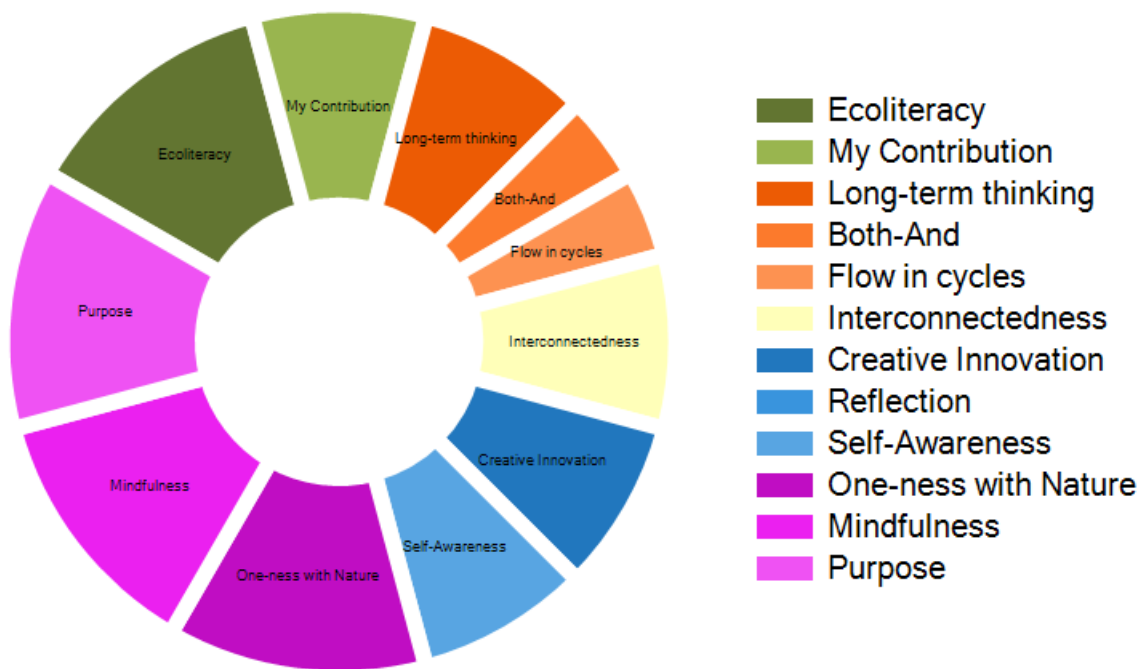 My Contribution
Long-term thinking
Ecoliteracy
Both-And
Flow in cycles
Purpose
Interconnectedness
Creative Innovation
Mindfulness
Self-Awareness
One-ness with Nature
Ecoliteracy
My Contribution
Long-term thinking
Both-And
Flow in cycles
Interconnectedness
Creative Innovation
Reflection
Self-Awareness
One-ness with Nature
Mindfulness
Purpose